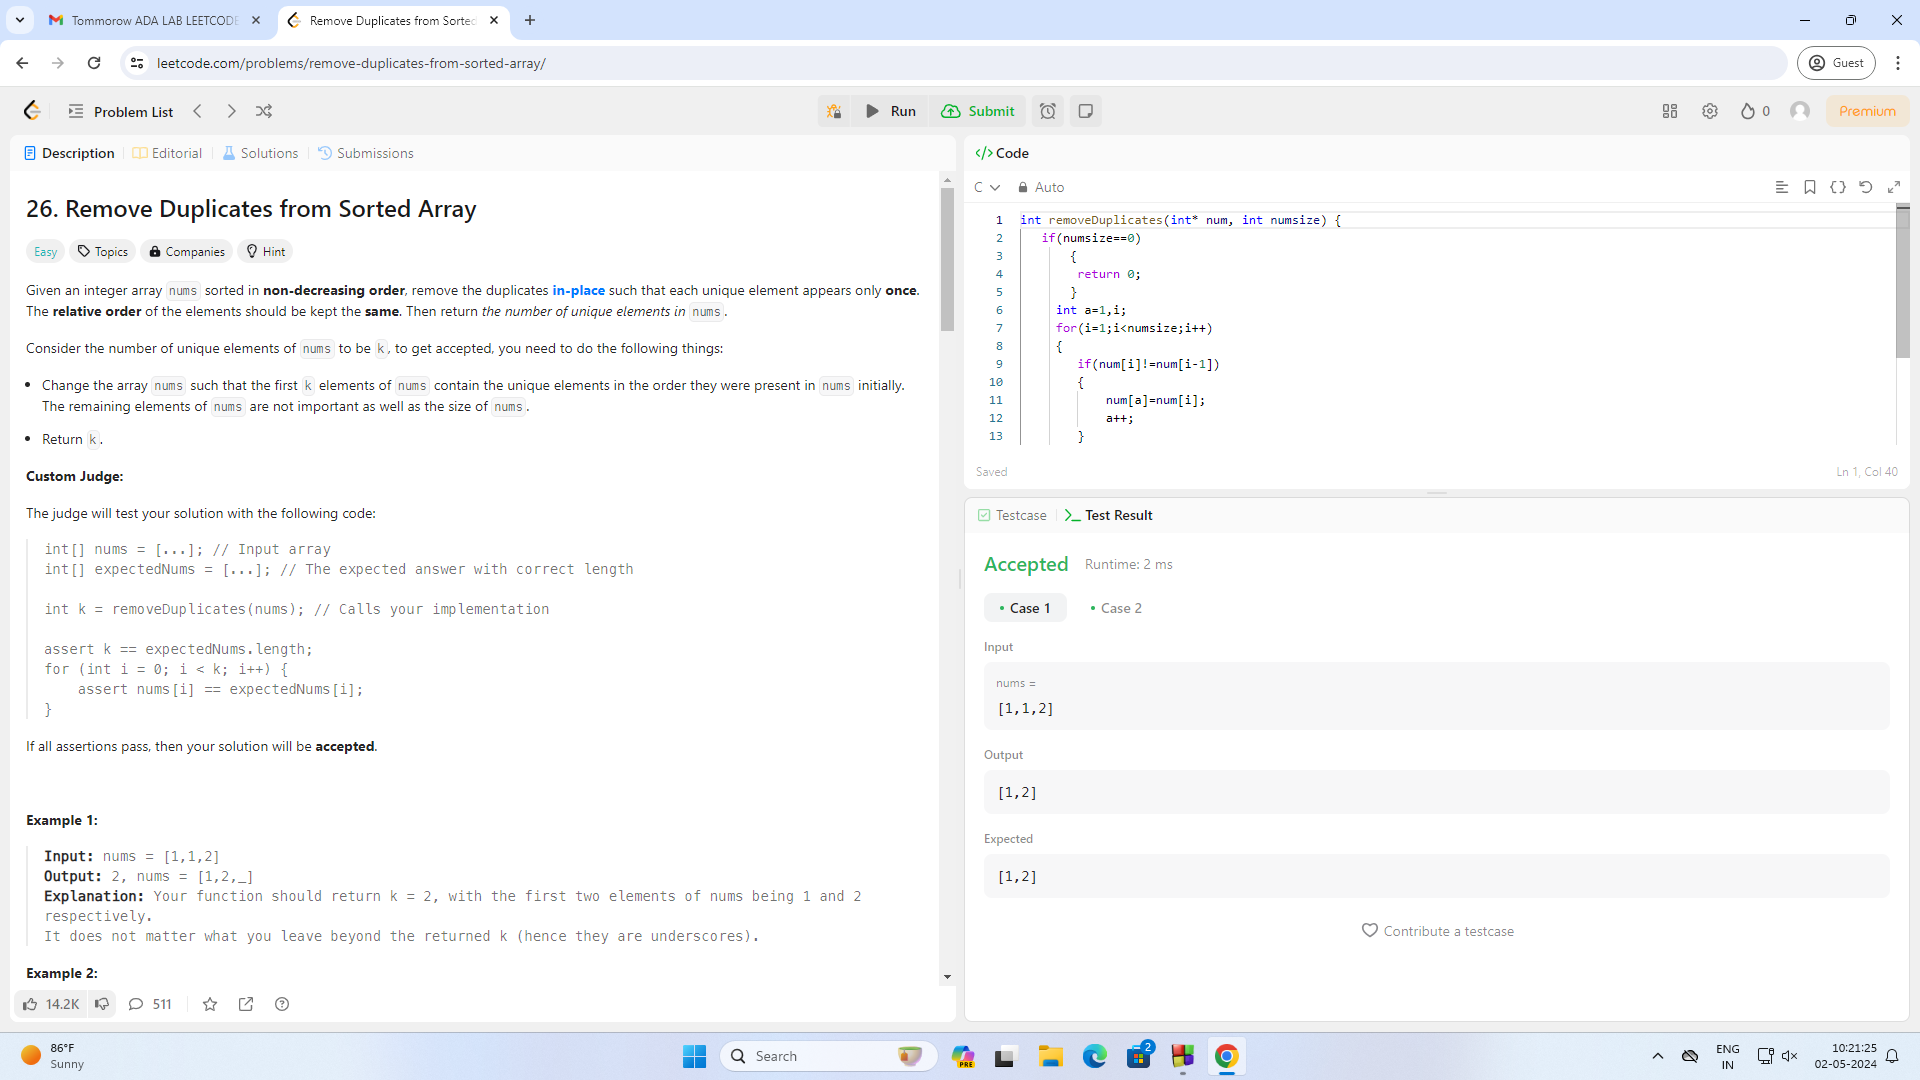 Tommorow ADA LAB LEETCODE
Remove Duplicates from Sorted
leetcode.com/problems/remove-duplicates-from-sorted-array/
Guest
Problem List
Run
Submit
0
Premium
Description
Editorial
Solutions
Submissions
26. Remove Duplicates from Sorted Array
Easy
Topics
Companies
Hint
Given an integer array nums sorted in non-decreasing order, remove the duplicates in-place such that each unique element appears only once.
The relative order of the elements should be kept the same. Then return the number of unique elements in nums.
Consider the number of unique elements of nums to be k, to get accepted, you need to do the following things:
• Change the array nums such that the first k elements of nums contain the unique elements in the order they were present in nums initially.
The remaining elements of nums are not important as well as the size of nums.
• Return k.
Custom Judge:
The judge will test your solution with the following code:
int[] nums = [...]; // Input array
int[] expectedNums = [...]; // The expected answer with correct length
int k = removeDuplicates(nums); // Calls your implementation
assert k == expectedNums.length;
for (int i = 0; i < k; i++) {
    assert nums[i] == expectedNums[i];
}
If all assertions pass, then your solution will be accepted.
Example 1:
Input: nums = [1,1,2]
Output: 2, nums = [1,2,_]
Explanation: Your function should return k = 2, with the first two elements of nums being 1 and 2
respectively.
It does not matter what you leave beyond the returned k (hence they are underscores).
Example 2:
14.2K
511
</> Code
C
Auto
1 int removeDuplicates(int* num, int numsize) {
2 if(numsize==0)
3 {
4 return 0;
5 }
6 int a=1,i;
7 for(i=1;i<numsize;i++)
8 {
9 if(num[i]!=num[i-1])
10 {
11 num[a]=num[i];
12 a++;
13 }
Saved
Ln 1, Col 40
Testcase
>_ Test Result
Accepted
Runtime: 2 ms
• Case 1
• Case 2
Input
nums =
[1,1,2]
Output
[1,2]
Expected
[1,2]
Contribute a testcase
86°F
Sunny
Search
PRE
2
ENG
IN
10:21:25
02-05-2024